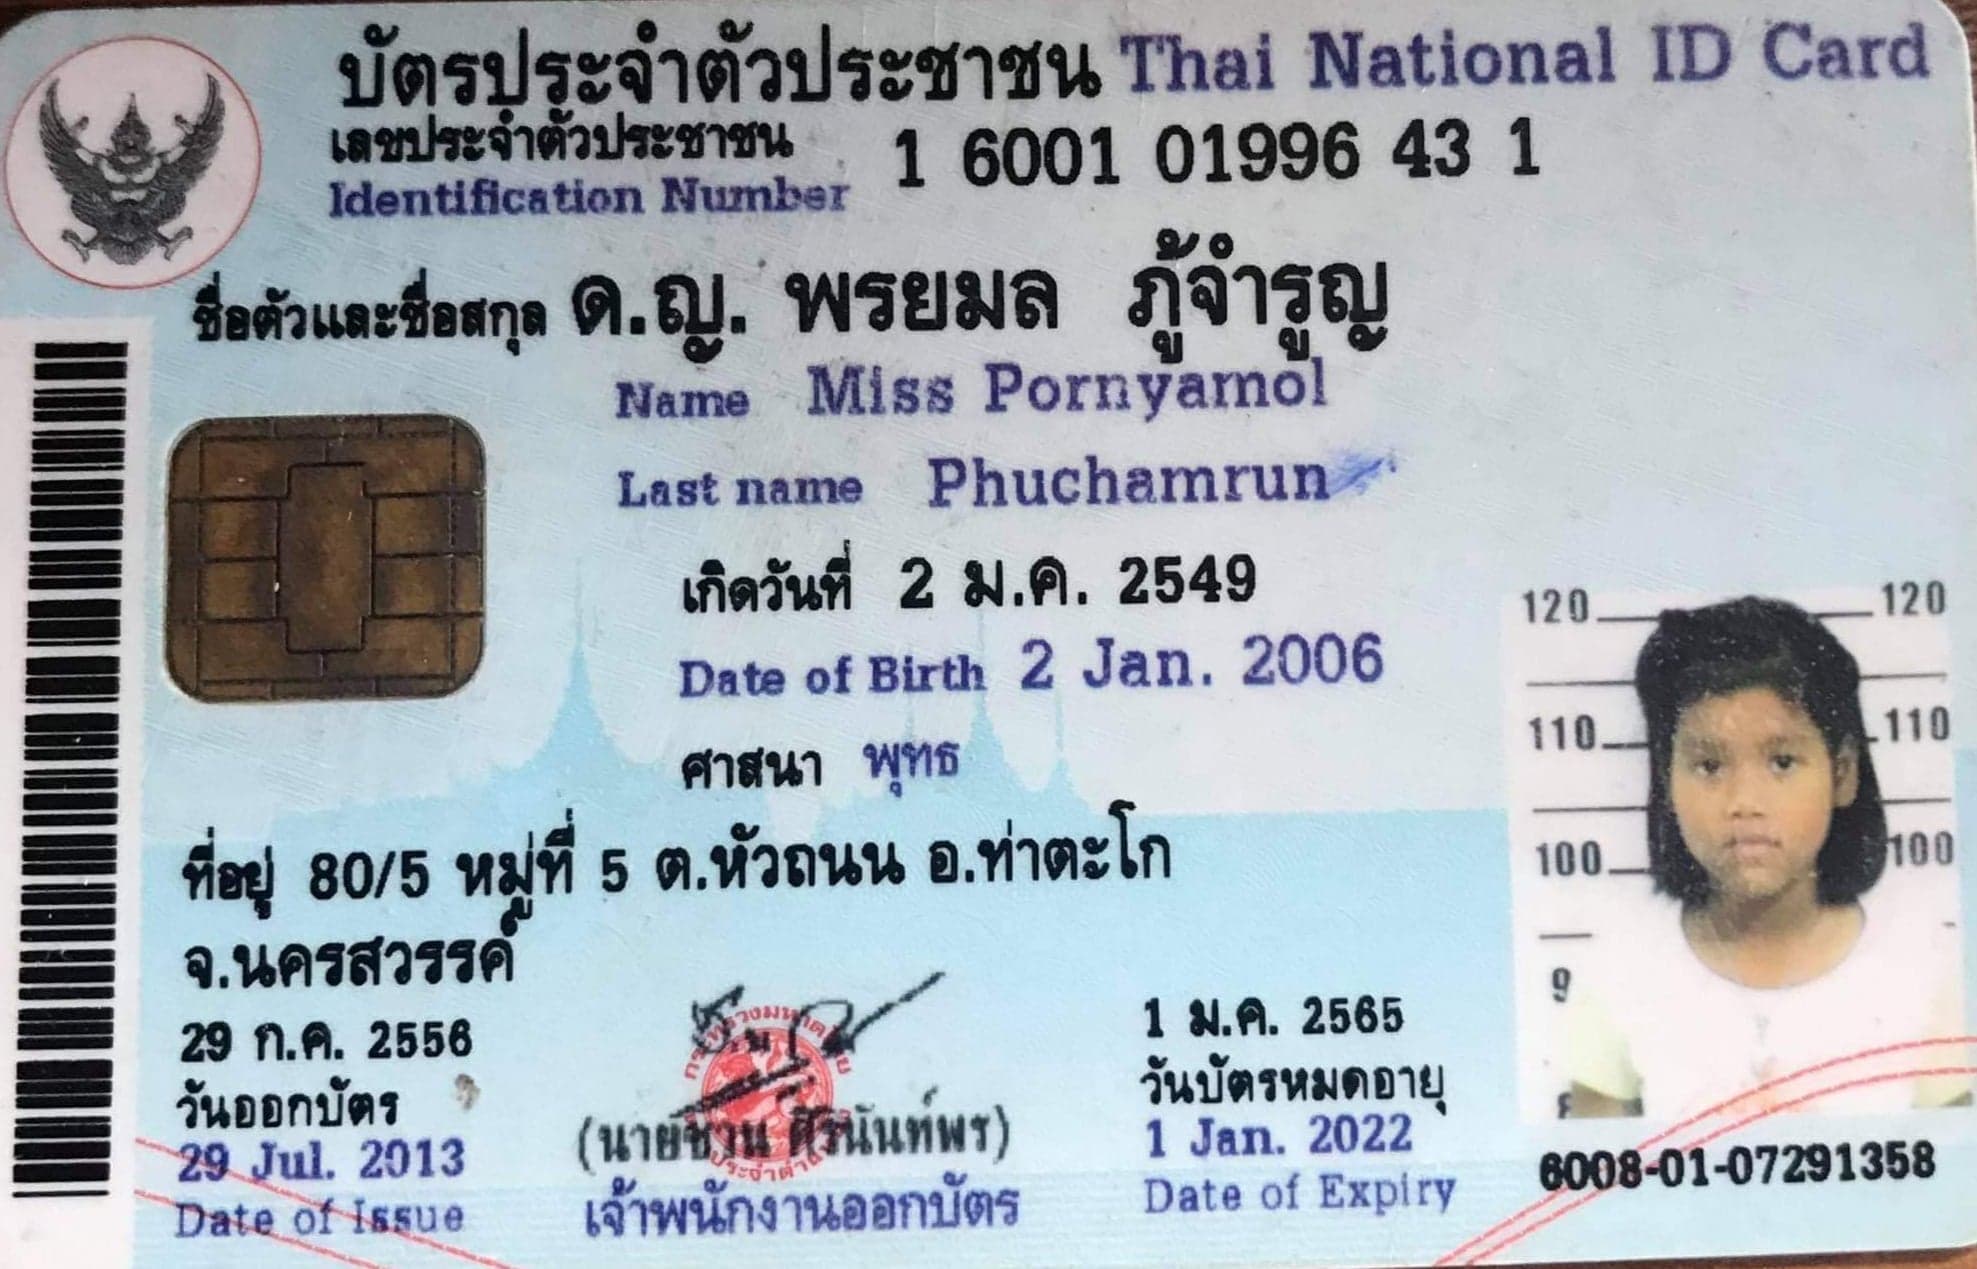 บัตรประจำตัวประชาชน Thai National ID Card
เลขประจำตัวประชาชน 1 6001 01996 43 1
Identification Number
ชื่อตัวและชื่อสกุล ด.ญ. พรยมล ภู้จำรูญ
Name Miss Pornyamol
Last name Phuchamrun
เกิดวันที่ 2 ม.ค. 2549
Date of Birth 2 Jan. 2006
ศาสนา พุทธ
ที่อยู่ 80/5 หมู่ที่ 5 ต.หัวถนน อ.ท่าตะโก
จ.นครสวรรค์
29 ก.ค. 2556
วันออกบัตร
29 Jul. 2013
Date of Issue
(นายชวน ศิรินันท์พร)
เจ้าพนักงานออกบัตร
1 ม.ค. 2565
วันบัตรหมดอายุ
1 Jan. 2022
Date of Expiry
120 120
110 110
100 100
9
6008-01-07291358